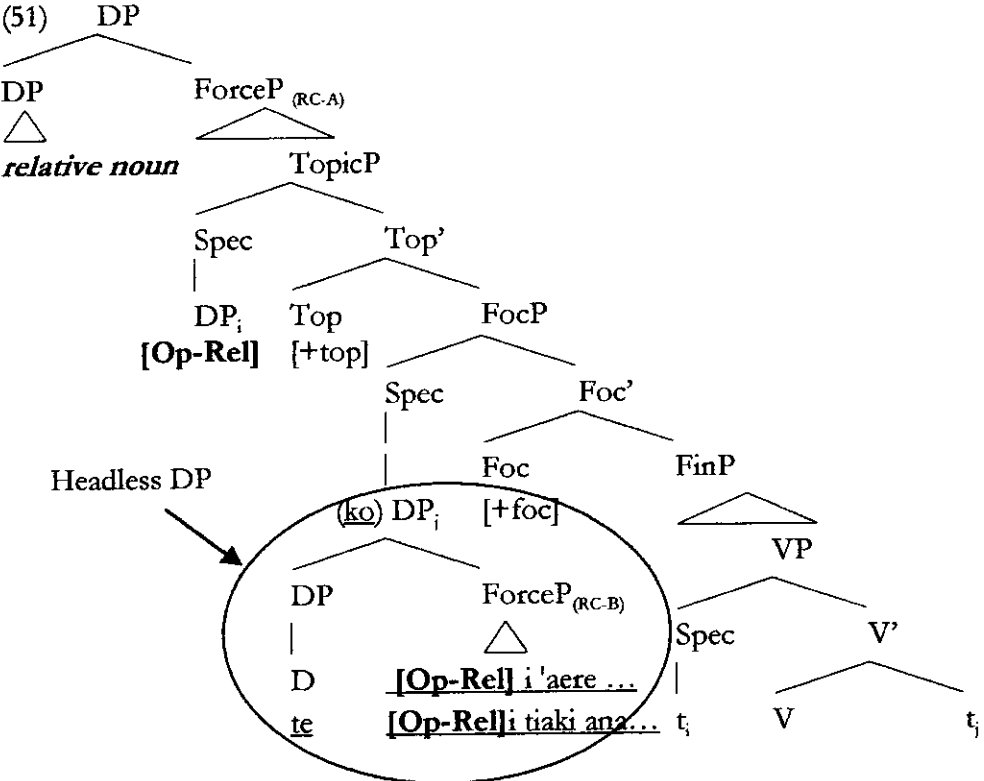 (51) DP
DP ForceP (RC-A)
relative noun TopicP
Spec Top’
DPi Top FocP
[Op-Rel] [+top]
Spec Foc’
Headless DP Foc FinP
(ko) DPj [+foc]
VP
DP ForceP(RC-B)
Spec V’
D [Op-Rel] i 'aere ...
te [Op-Rel]i tiaki ana... ti V tj